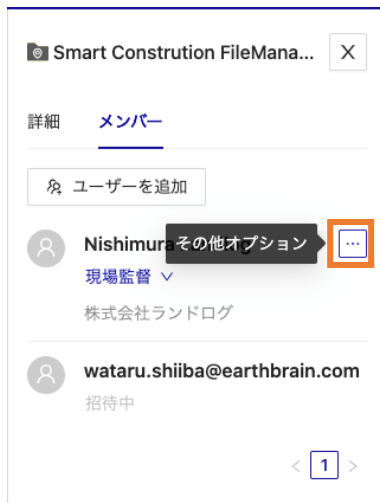 Smart Constrution FileMana...
X
詳細 メンバー
ユーザーを追加
Nishimura
その他オプション
現場監督
株式会社ランドログ
wataru.shiiba@earthbrain.com
招待中
< 1 >